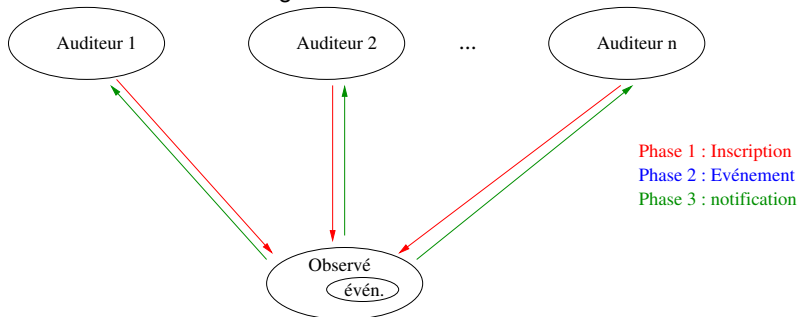 Auditeur 1
Auditeur 2
...
Auditeur n
Phase 1 : Inscription
Phase 2 : Evénement
Phase 3 : notification
Observé
évén.